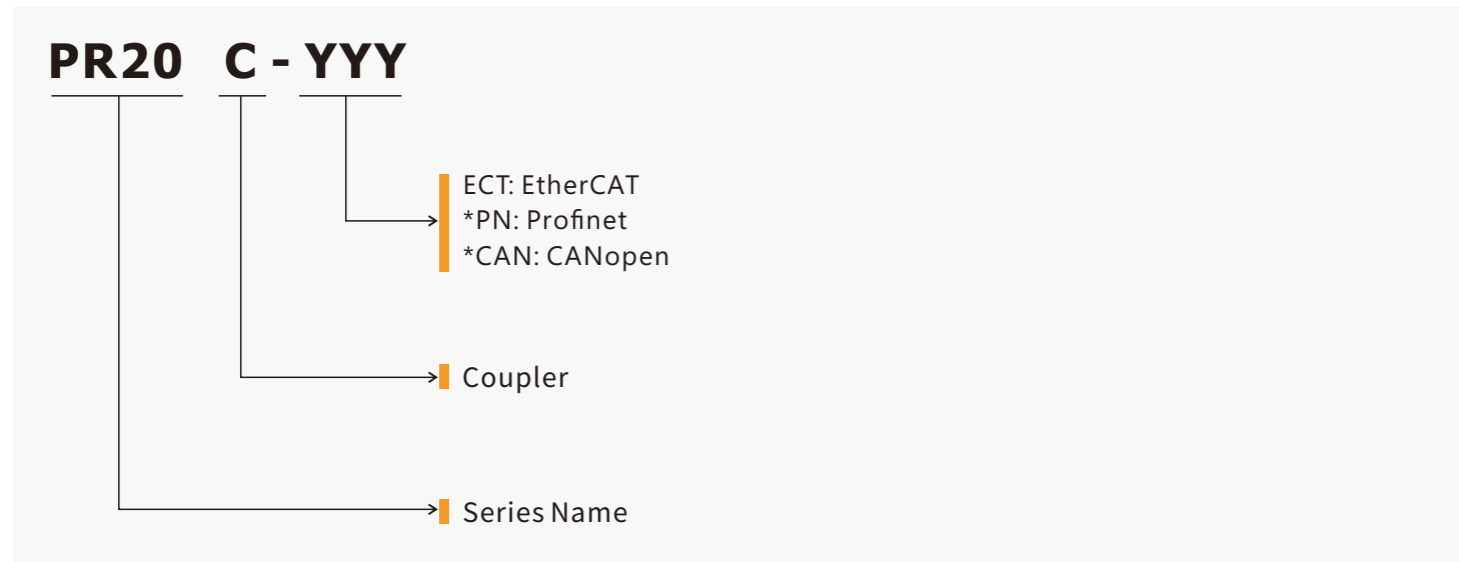 PR20 C - YYY
ECT: EtherCAT
*PN: Profinet
*CAN: CANopen
Coupler
Series Name